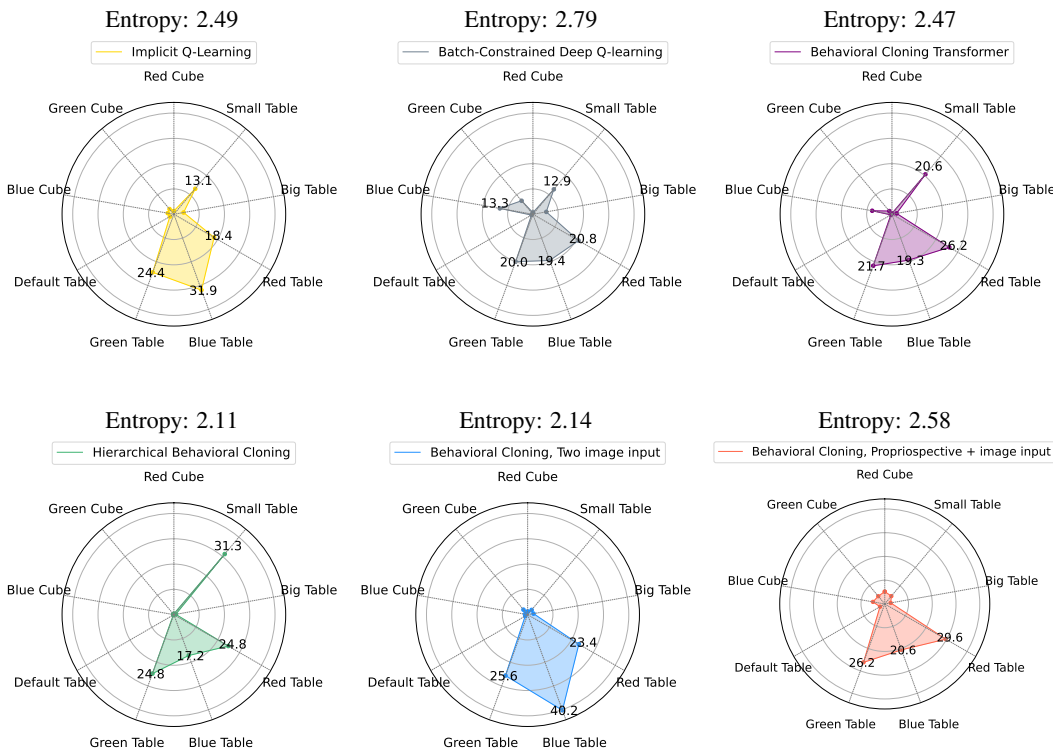 Entropy: 2.49
Implicit Q-Learning
Red Cube
Green Cube
Small Table
Blue Cube
Big Table
Default Table
Red Table
Green Table
Blue Table
13.1
18.4
24.4
31.9
Entropy: 2.79
Batch-Constrained Deep Q-learning
Red Cube
Green Cube
Small Table
Blue Cube
Big Table
Default Table
Red Table
Green Table
Blue Table
12.9
13.3
20.8
20.0
19.4
Entropy: 2.47
Behavioral Cloning Transformer
Red Cube
Green Cube
Small Table
Blue Cube
Big Table
Default Table
Red Table
Green Table
Blue Table
20.6
26.2
21.7
19.3
Entropy: 2.11
Hierarchical Behavioral Cloning
Red Cube
Green Cube
Small Table
Blue Cube
Big Table
Default Table
Red Table
Green Table
Blue Table
31.3
24.8
17.2
24.8
Entropy: 2.14
Behavioral Cloning, Two image input
Red Cube
Green Cube
Small Table
Blue Cube
Big Table
Default Table
Red Table
Green Table
Blue Table
23.4
25.6
40.2
Entropy: 2.58
Behavioral Cloning, Propriospective + image input
Red Cube
Green Cube
Small Table
Blue Cube
Big Table
Default Table
Red Table
Green Table
Blue Table
29.6
20.6
26.2